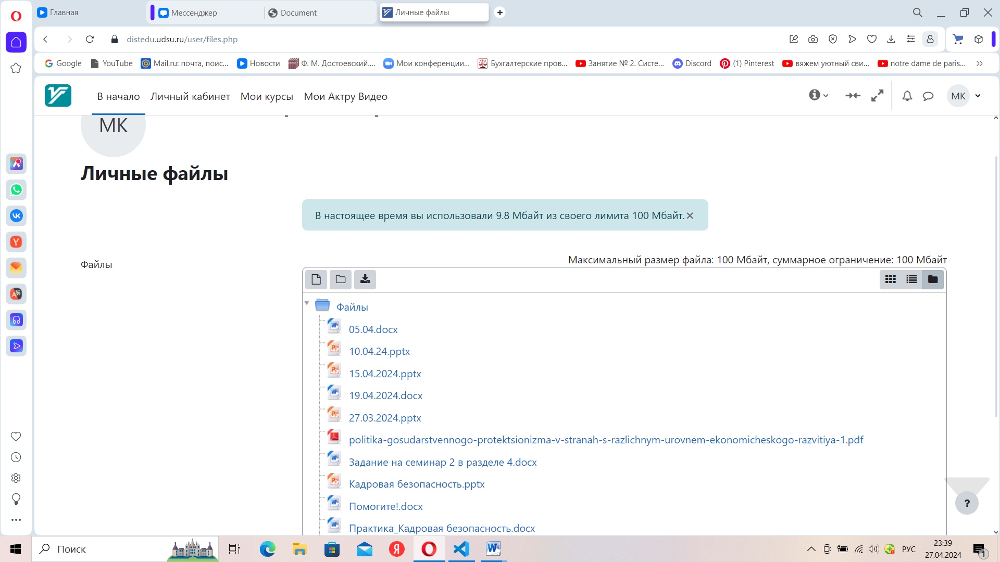 Главная
Мессенджер
Document
Личные файлы
distedu.udsu.ru/user/files.php
Google
YouTube
Mail.ru: почта, поис...
Новости
Ф. М. Достоевский....
Мои конференции...
Бухгалтерские пров...
Занятие № 2. Систе...
Discord
(1) Pinterest
вяжем уютный сви...
notre dame de paris...
В начало
Личный кабинет
Мои курсы
Мои Актру Видео
МК
МК
Личные файлы
В настоящее время вы использовали 9.8 Мбайт из своего лимита 100 Мбайт.
Максимальный размер файла: 100 Мбайт, суммарное ограничение: 100 Мбайт
Файлы
Файлы
05.04.docx
10.04.24.pptx
15.04.2024.pptx
19.04.2024.docx
27.03.2024.pptx
politika-gosudarstvennogo-protektsionizma-v-stranah-s-razlichnym-urovnem-ekonomicheskogo-razvitiya-1.pdf
Задание на семинар 2 в разделе 4.docx
Кадровая безопасность.pptx
Помогите!.docx
Практика_Кадровая безопасность.docx
?
Поиск
РУС
23:39
27.04.2024
1